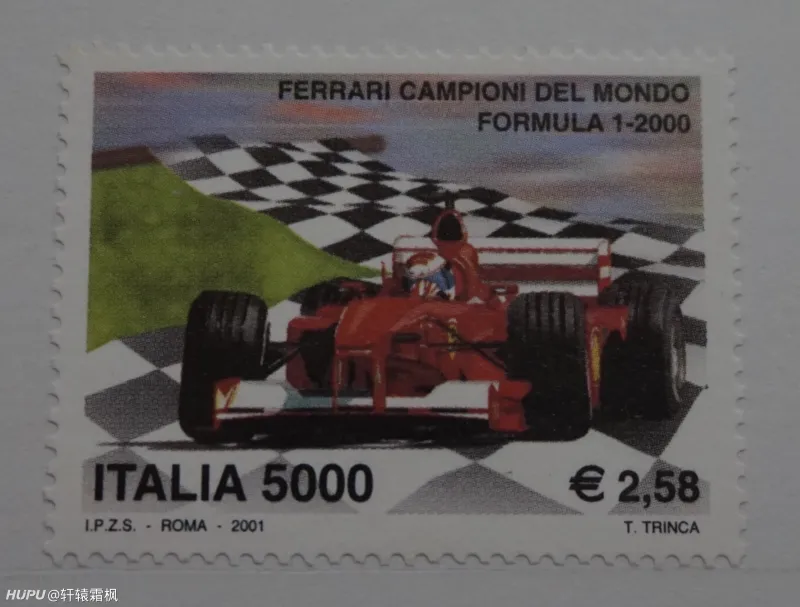 FERRARI CAMPIONI DEL MONDO
FORMULA 1-2000
ITALIA 5000
€ 2,58
I.P.Z.S. - ROMA - 2001
T. TRINCA
HUPU @轩辕霜枫